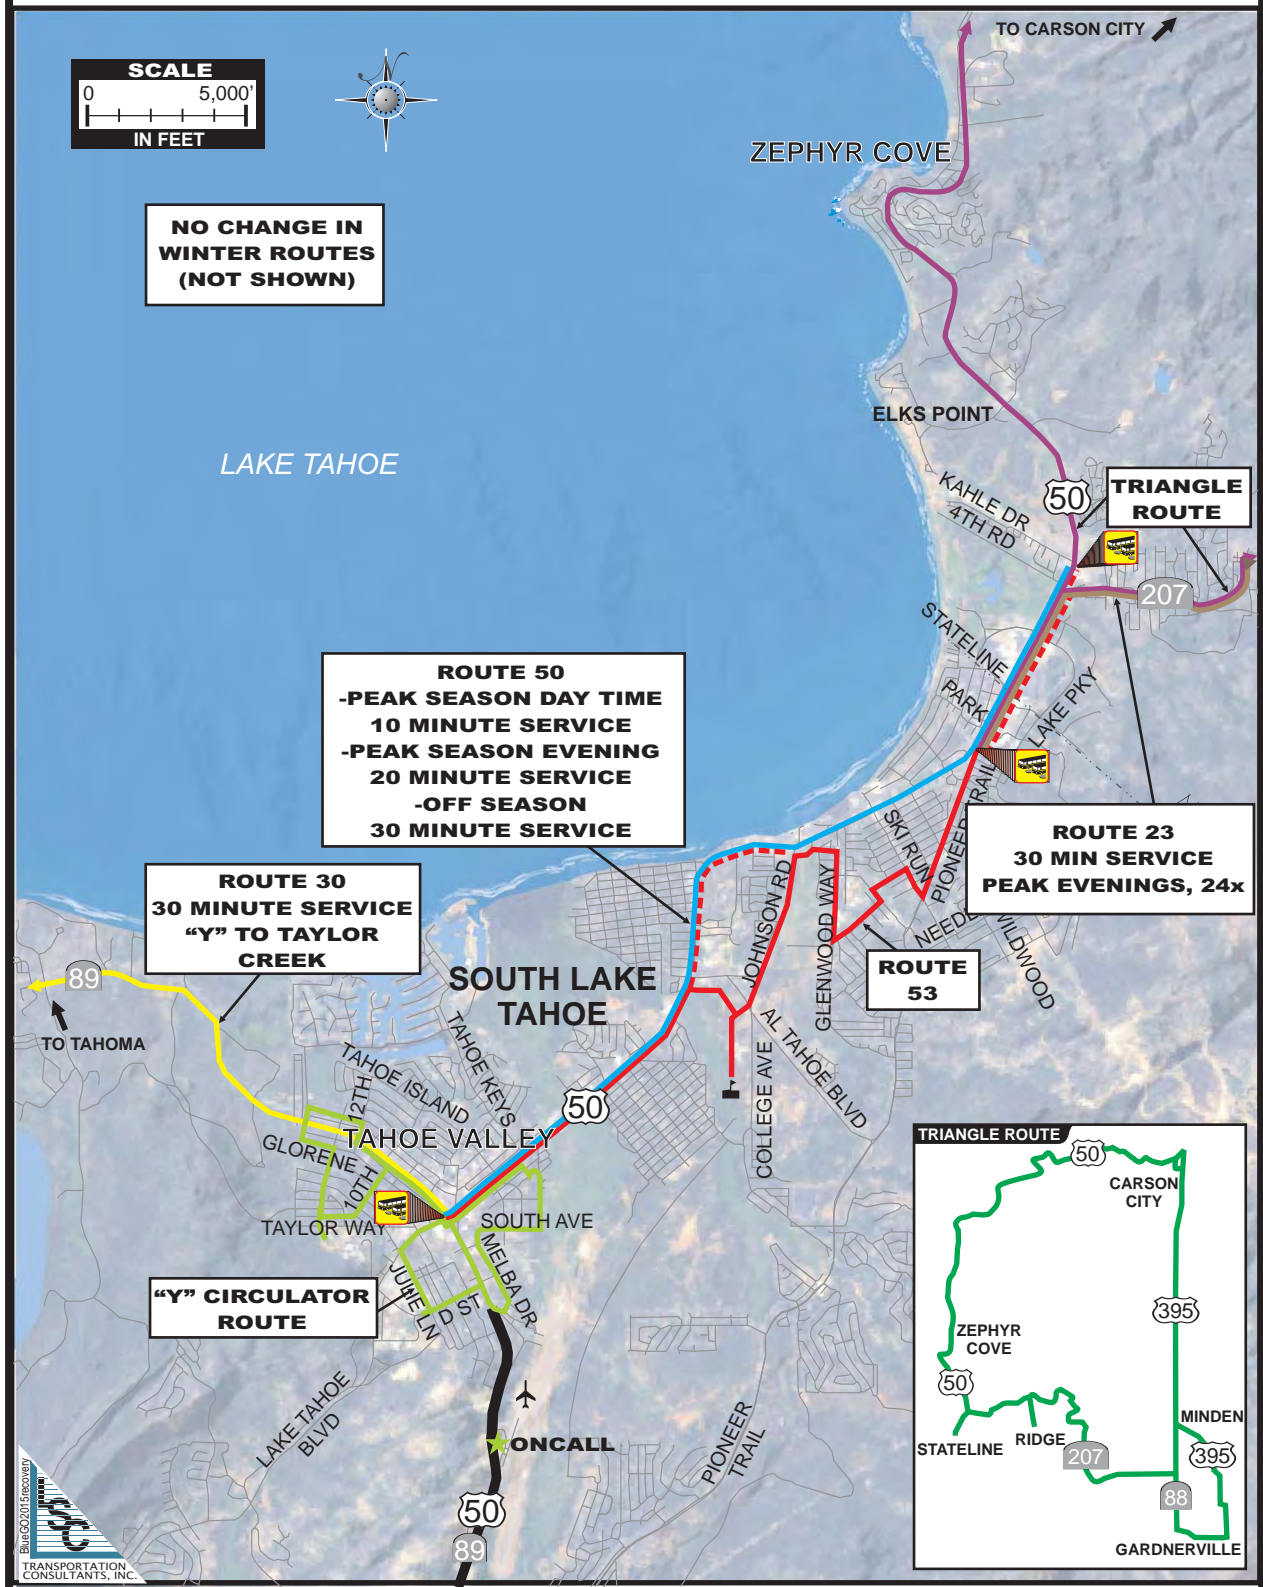 TO CARSON CITY
SCALE
0 5,000'
IN FEET
N
ZEPHYR COVE
NO CHANGE IN
WINTER ROUTES
(NOT SHOWN)
ELKS POINT
LAKE TAHOE
KAHLE DR
4TH RD
50
TRIANGLE
ROUTE
207
STATELINE
PARK
LAKE PKY
ROUTE 50
-PEAK SEASON DAY TIME
10 MINUTE SERVICE
-PEAK SEASON EVENING
20 MINUTE SERVICE
-OFF SEASON
30 MINUTE SERVICE
SKI RUN
PIONEER TRAIL
ROUTE 23
30 MIN SERVICE
PEAK EVENINGS, 24x
ROUTE 30
30 MINUTE SERVICE
“Y” TO TAYLOR
CREEK
JOHNSON RD
GLENWOOD WAY
WILDWOOD
ROUTE
53
89
SOUTH LAKE
TAHOE
TO TAHOMA
TAHOE KEYS
TAHOE ISLAND
12TH
AL TAHOE BLVD
COLLEGE AVE
50
TAHOE VALLEY
GLORENE
10TH
TAYLOR WAY
SOUTH AVE
MELBA DR
JULIE LN
D ST
“Y” CIRCULATOR
ROUTE
LAKE TAHOE
BLVD
ONCALL
PIONEER
TRAIL
50
89
TRIANGLE ROUTE
50
CARSON
CITY
395
ZEPHYR
COVE
50
MINDEN
STATELINE
RIDGE
207
395
88
GARDNERVILLE
BlueGO2015recovery
LSC
TRANSPORTATION
CONSULTANTS, INC.